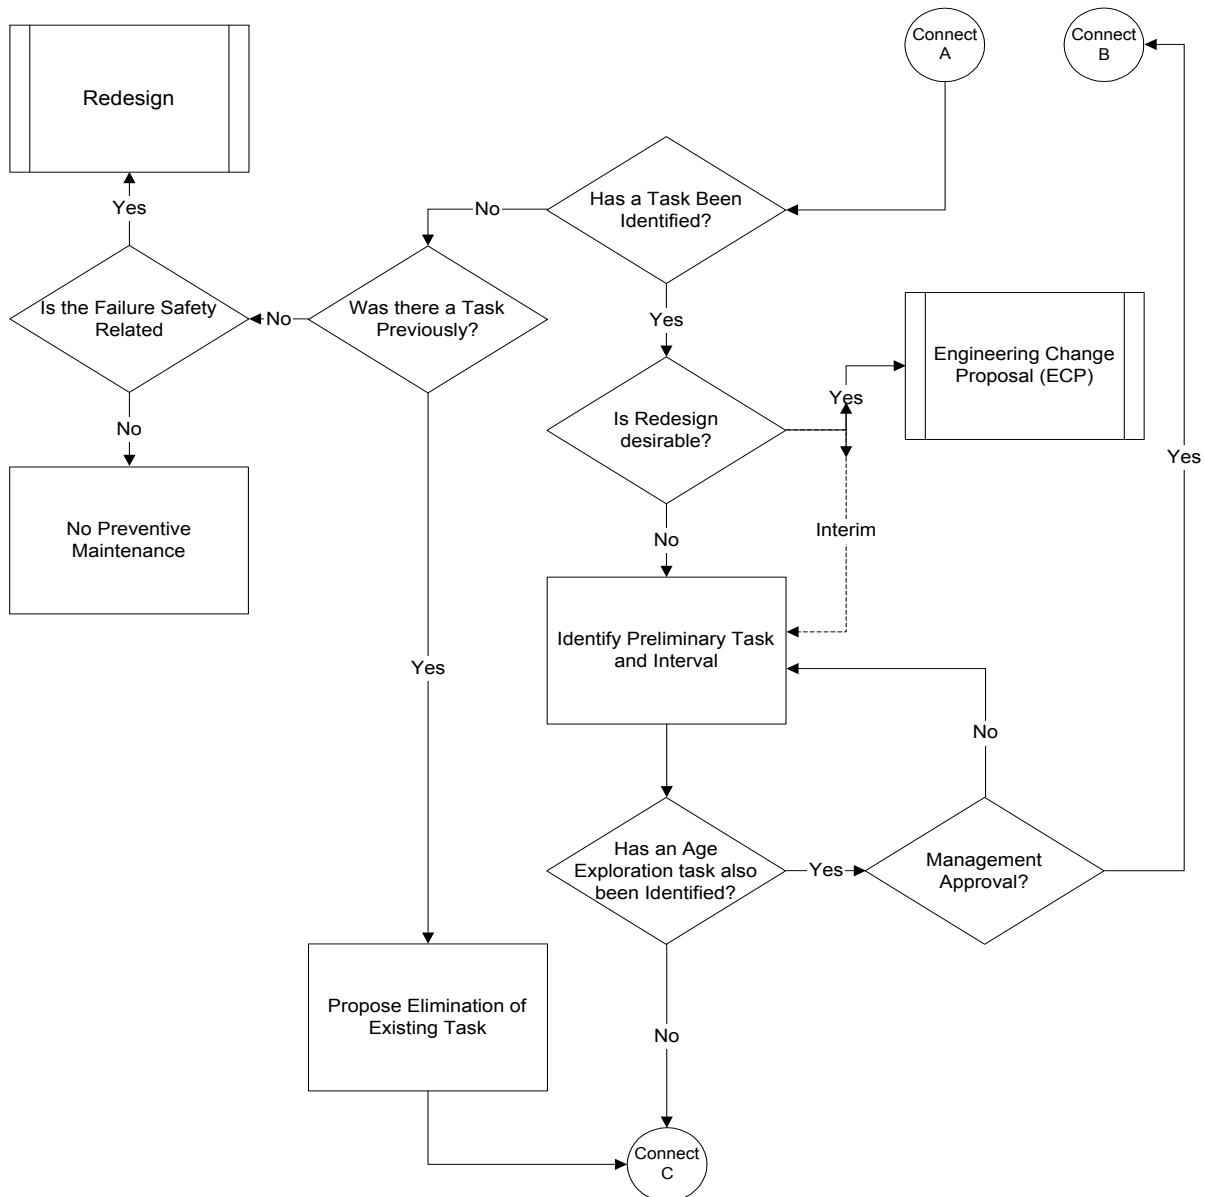 Connect
A
Connect
B
Redesign
Yes
No
Has a Task Been
Identified?
Is the Failure Safety
Related
No
Was there a Task
Previously?
Yes
Engineering Change
Proposal (ECP)
Yes
Is Redesign
desirable?
No
No Preventive
Maintenance
Yes
Interim
No
Identify Preliminary Task
and Interval
Yes
No
Has an Age
Exploration task also
been Identified?
Yes
Management
Approval?
Propose Elimination of
Existing Task
No
Connect
C